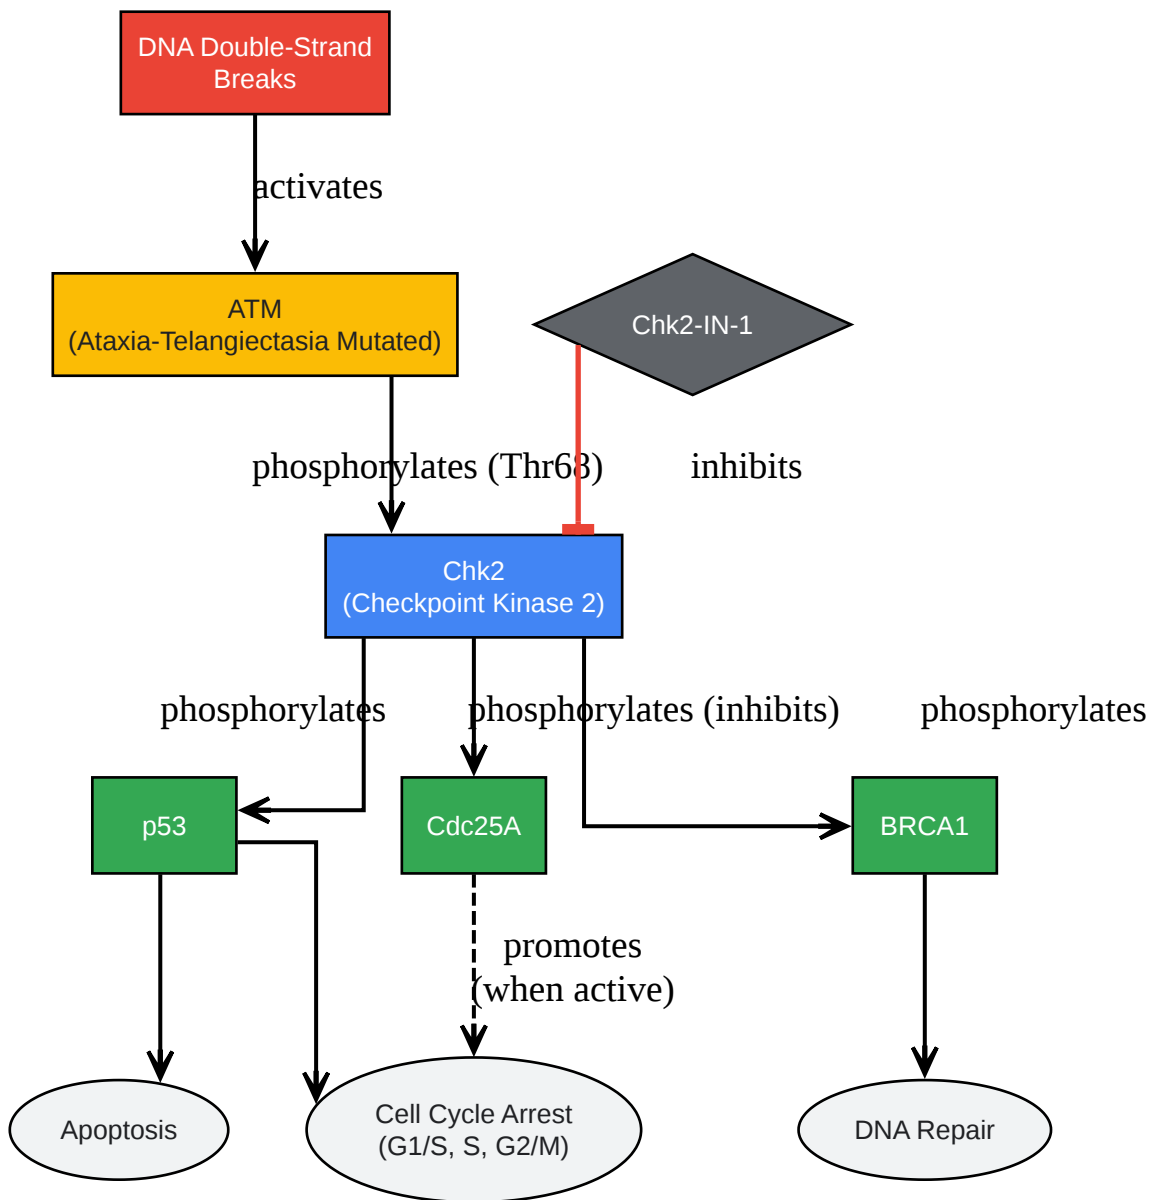 DNA Double-Strand
Breaks
activates
ATM
(Ataxia-Telangiectasia Mutated)
Chk2-IN-1
phosphorylates (Thr68)
inhibits
Chk2
(Checkpoint Kinase 2)
phosphorylates
phosphorylates (inhibits)
phosphorylates
p53
Cdc25A
BRCA1
promotes
(when active)
Apoptosis
Cell Cycle Arrest
(G1/S, S, G2/M)
DNA Repair